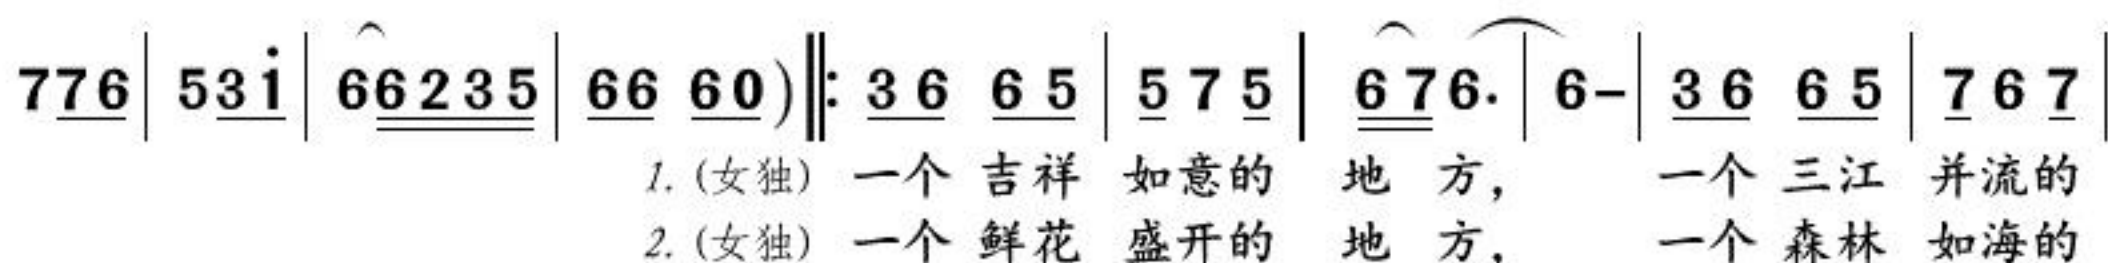 776 | 53i̇ | 66235 | 66 60) ‖: 36 65 | 575 | 676. | 6– | 36 65 | 767 |
1. (女独) 一个 吉祥 如意的 地 方, 一个 三江 并流的
2. (女独) 一个 鲜花 盛开的 地 方, 一个 森林 如海的